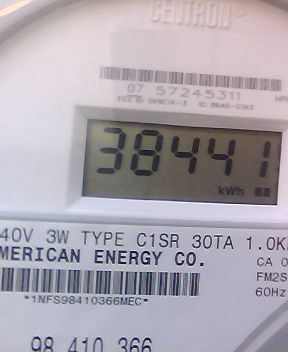 CENTRON®
07 57245311
38441
kWh
40V 3W TYPE C1SR 30TA 1.0K
MERICAN ENERGY CO.
CA 0
FM2S
60Hz
*1NFS98410366MEC*
98 410 366